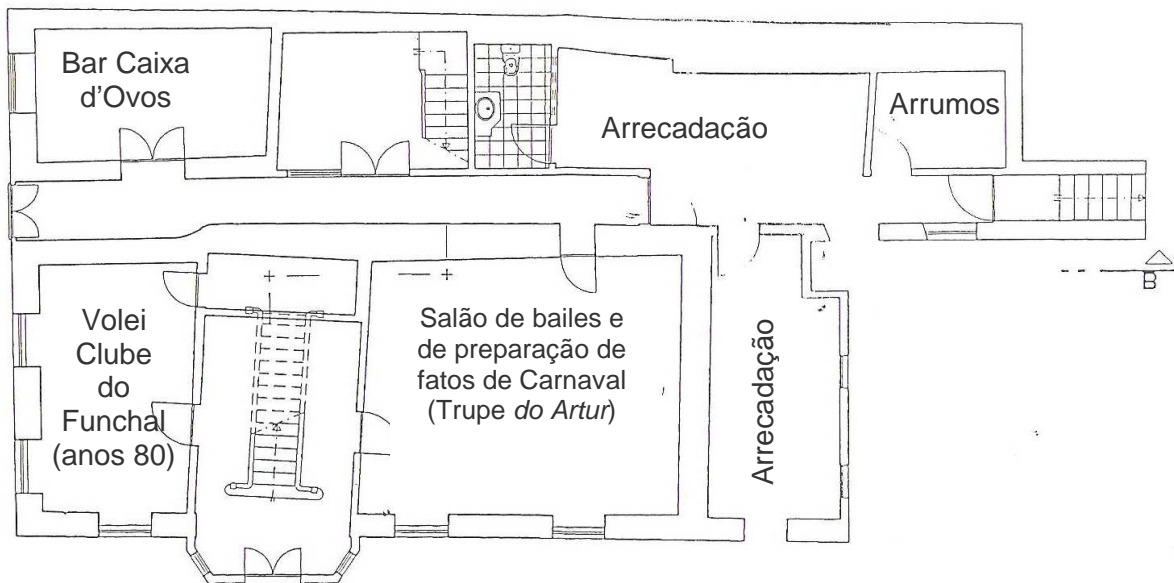 Bar Caixa
d'Ovos
Arrecadação
Arrumos
Volei
Clube
do
Funchal
(anos 80)
Salão de bailes e
de preparação de
fatos de Carnaval
(Trupe do Artur)
Arrecadação
B